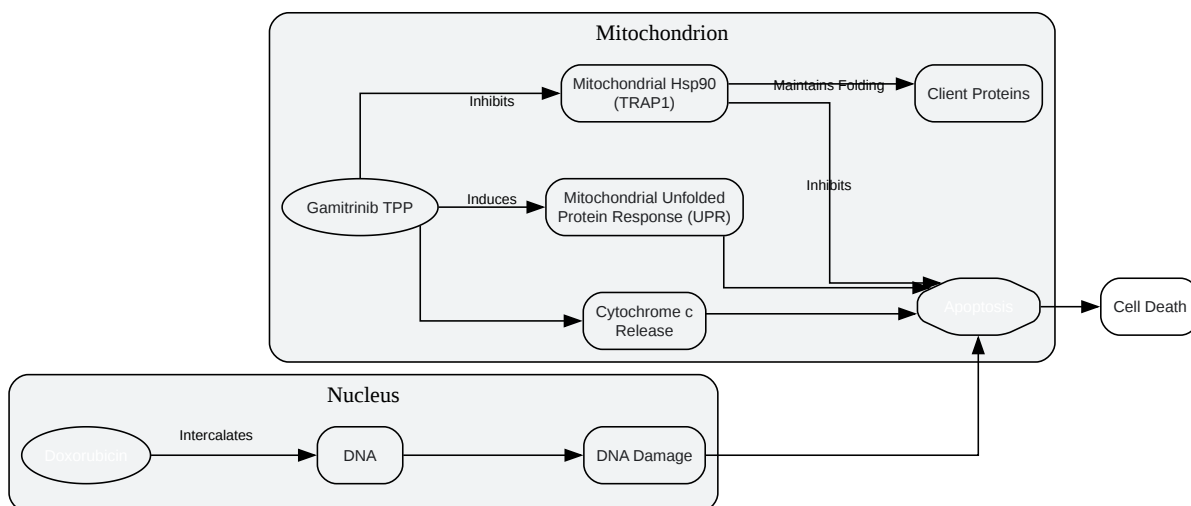 Mitochondrion
Mitochondrial Hsp90
(TRAP1)
Maintains Folding
Client Proteins
Inhibits
Inhibits
Gamitrinib TPP
Induces
Mitochondrial Unfolded
Protein Response (UPR)
Cytochrome c
Release
Apoptosis
Cell Death
Nucleus
Doxorubicin
Intercalates
DNA
DNA Damage